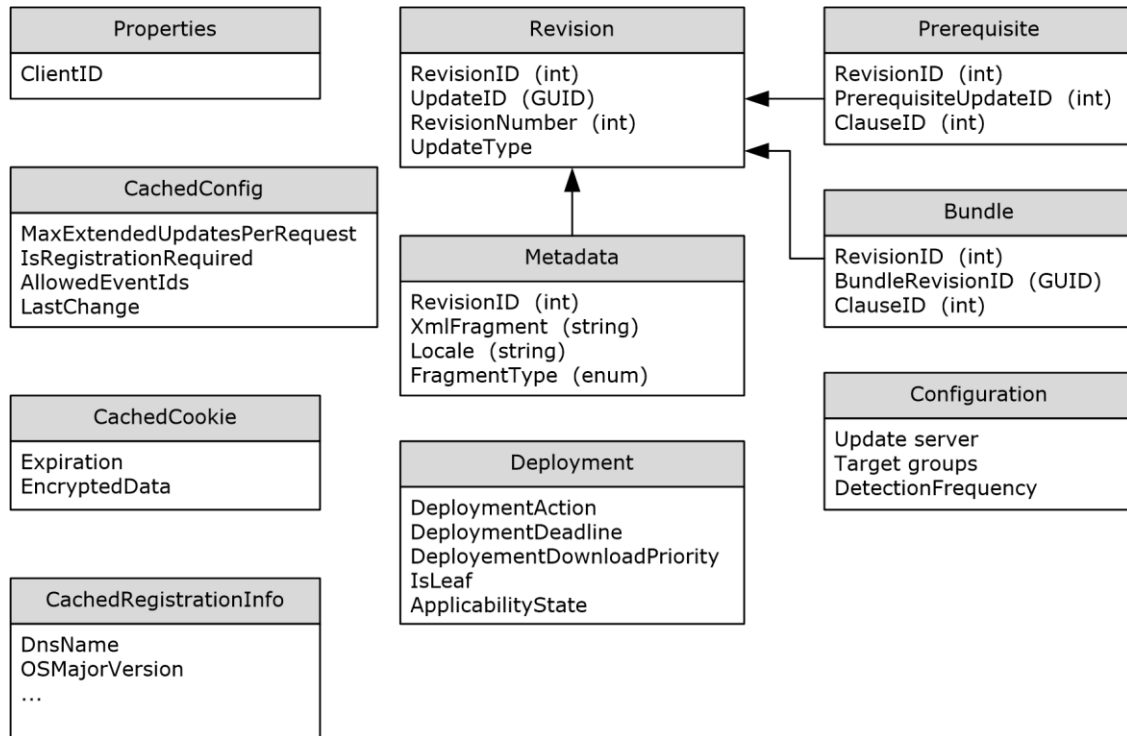 Properties
ClientID
CachedConfig
MaxExtendedUpdatesPerRequest
IsRegistrationRequired
AllowedEventIds
LastChange
CachedCookie
Expiration
EncryptedData
CachedRegistrationInfo
DnsName
OSMajorVersion
...
Revision
RevisionID (int)
UpdateID (GUID)
RevisionNumber (int)
UpdateType
Metadata
RevisionID (int)
XmlFragment (string)
Locale (string)
FragmentType (enum)
Deployment
DeploymentAction
DeploymentDeadline
DeployementDownloadPriority
IsLeaf
ApplicabilityState
Prerequisite
RevisionID (int)
PrerequisiteUpdateID (int)
ClauseID (int)
Bundle
RevisionID (int)
BundleRevisionID (GUID)
ClauseID (int)
Configuration
Update server
Target groups
DetectionFrequency